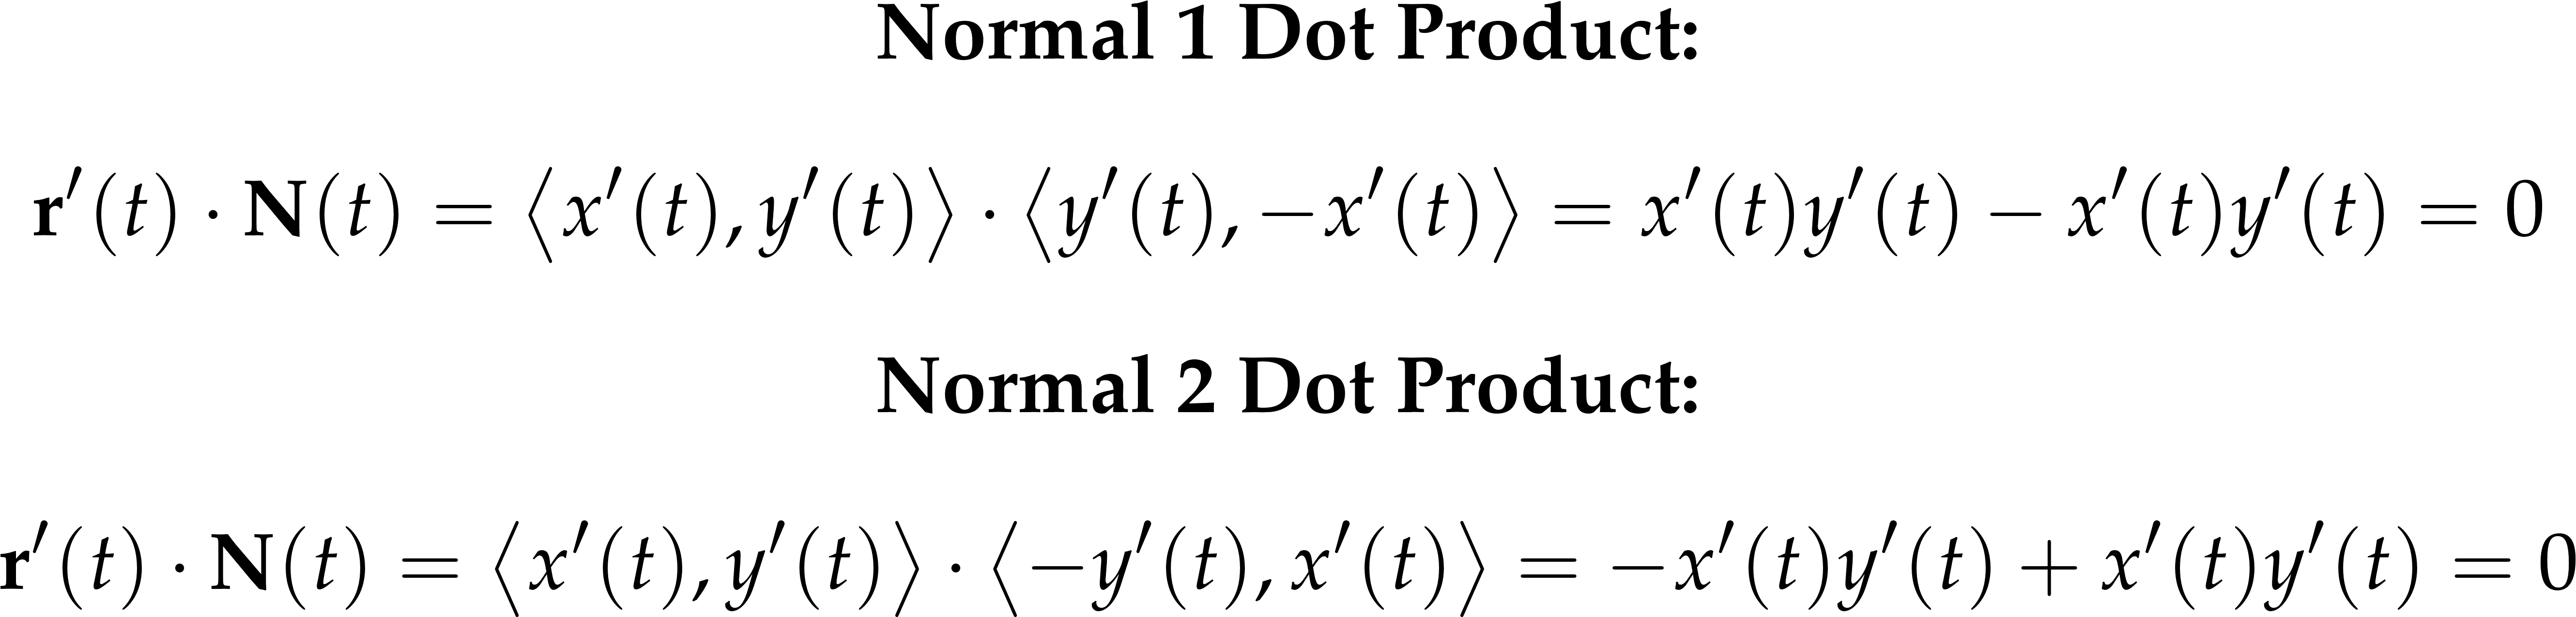 Normal 1 Dot Product:
r′(t) · N(t) = ⟨x′(t), y′(t)⟩ · ⟨y′(t), −x′(t)⟩ = x′(t)y′(t) − x′(t)y′(t) = 0
Normal 2 Dot Product:
r′(t) · N(t) = ⟨x′(t), y′(t)⟩ · ⟨−y′(t), x′(t)⟩ = −x′(t)y′(t) + x′(t)y′(t) = 0